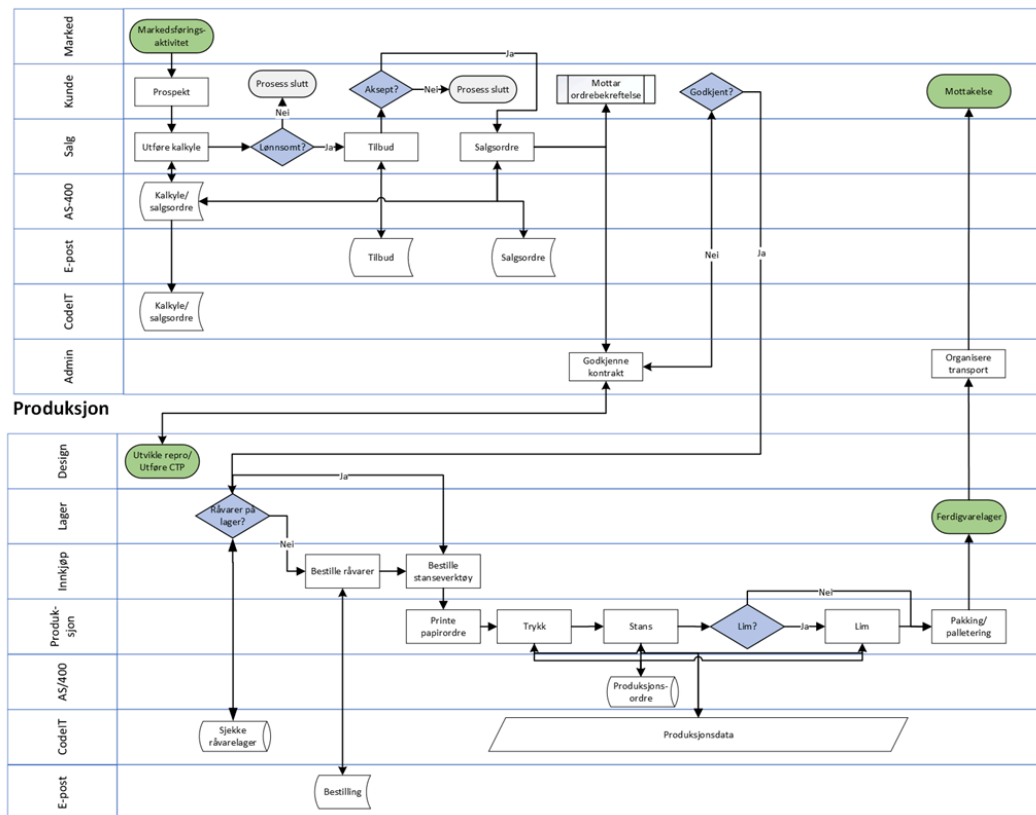 Marked
Markedsførings-
aktivitet
Ja
Kunde
Prospekt
Prosess slutt
Aksept?
Nei
Prosess slutt
Mottar
ordrebekreftelse
Godkjent?
Mottakelse
Nei
Salg
Utføre kalkyle
Lønnsomt?
Ja
Tilbud
Salgsordre
AS-400
Kalkyle/
salgsordre
E-post
Tilbud
Salgsordre
Nei
Ja
CodeIT
Kalkyle/
salgsordre
Admin
Godkjenne
kontrakt
Organisere
transport
Produksjon
Design
Utvikle repro/
Utføre CTP
Ja
Lager
Råvarer på
lager?
Ferdigvarelager
Nei
Innkjøp
Bestille råvarer
Bestille
stanseverktøy
Nei
Produk-
sjon
Printe
papirordre
Trykk
Stans
Lim?
Ja
Lim
Pakking/
palletering
AS/400
Produksjons-
ordre
CodeIT
Sjekke
råvarelager
Produksjonsdata
E-post
Bestilling